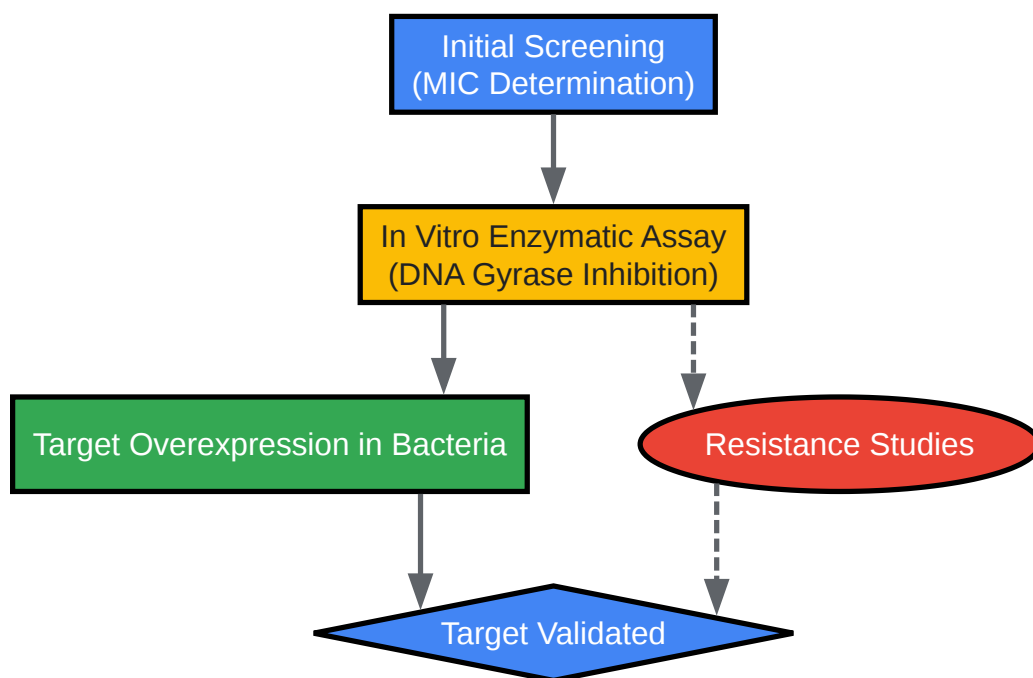 Initial Screening
(MIC Determination)
In Vitro Enzymatic Assay
(DNA Gyrase Inhibition)
Target Overexpression in Bacteria
Resistance Studies
Target Validated